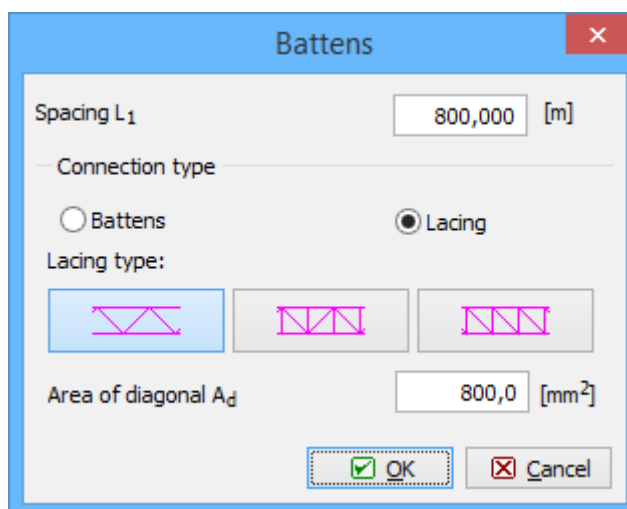 Battens
Spacing L₁ 800,000 [m]
Connection type
Battens Lacing
Lacing type:
Area of diagonal A_d 800,0 [mm²]
OK Cancel